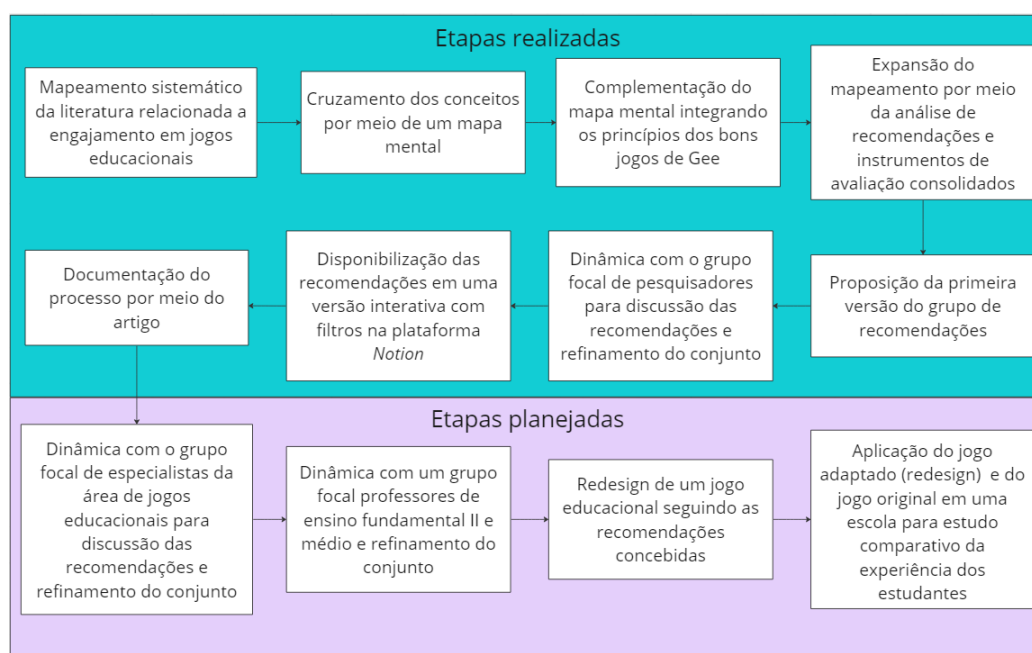 Etapas realizadas
Mapeamento sistemático
da literatura relacionada a
engajamento em jogos
educacionais
Cruzamento dos conceitos
por meio de um mapa
mental
Complementação do
mapa mental integrando
os princípios dos bons
jogos de Gee
Expansão do
mapeamento por meio
da análise de
recomendações e
instrumentos de
avaliação consolidados
Proposição da primeira
versão do grupo de
recomendações
Dinâmica com o grupo
focal de pesquisadores
para discussão das
recomendações e
refinamento do conjunto
Disponibilização das
recomendações em uma
versão interativa com
filtros na plataforma
Notion
Documentação do
processo por meio do
artigo
Etapas planejadas
Dinâmica com o grupo
focal de especialistas da
área de jogos
educacionais para
discussão das
recomendações e
refinamento do conjunto
Dinâmica com um grupo
focal professores de
ensino fundamental II e
médio e refinamento do
conjunto
Redesign de um jogo
educacional seguindo as
recomendações
concebidas
Aplicação do jogo
adaptado (redesign) e do
jogo original em uma
escola para estudo
comparativo da
experiência dos
estudantes